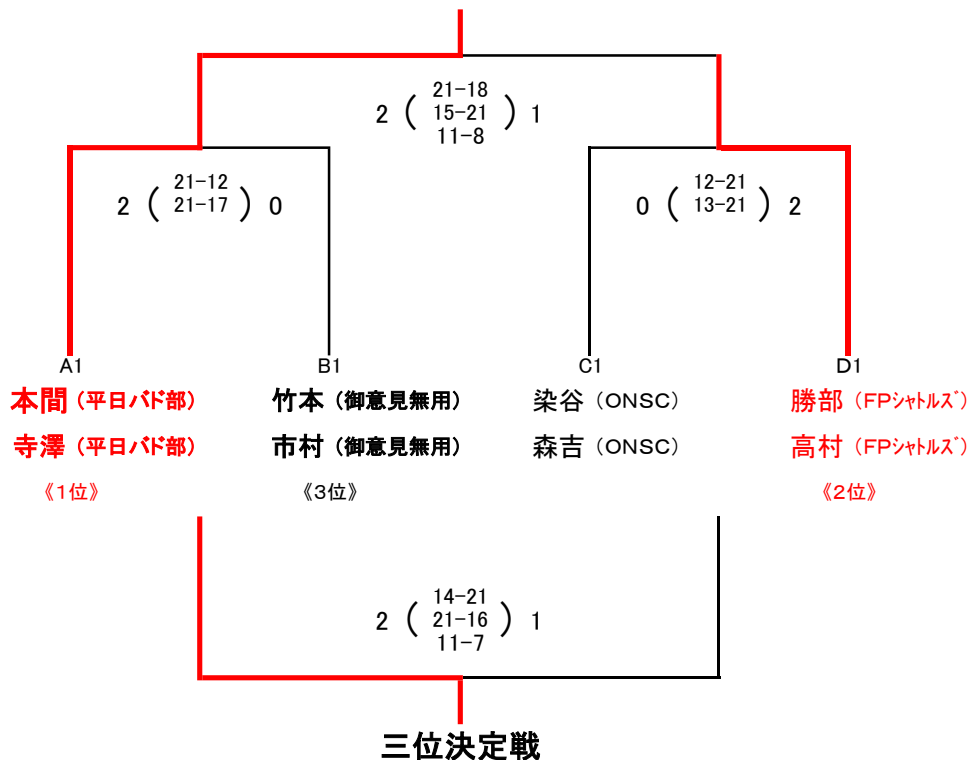 21-18
2 ( 15-21 ) 1
11-8
21-12
2 ( 21-17 ) 0
12-21
0 ( 13-21 ) 2
A1 B1 C1 D1
本間（平日バド部） 竹本（御意見無用） 染谷（ONSC） 勝部（FPｼｬﾄﾙｽﾞ）
寺澤（平日バド部） 市村（御意見無用） 森吉（ONSC） 高村（FPｼｬﾄﾙｽﾞ）
《1位》 《3位》 《2位》
14-21
2 ( 21-16 ) 1
11-7
三位決定戦